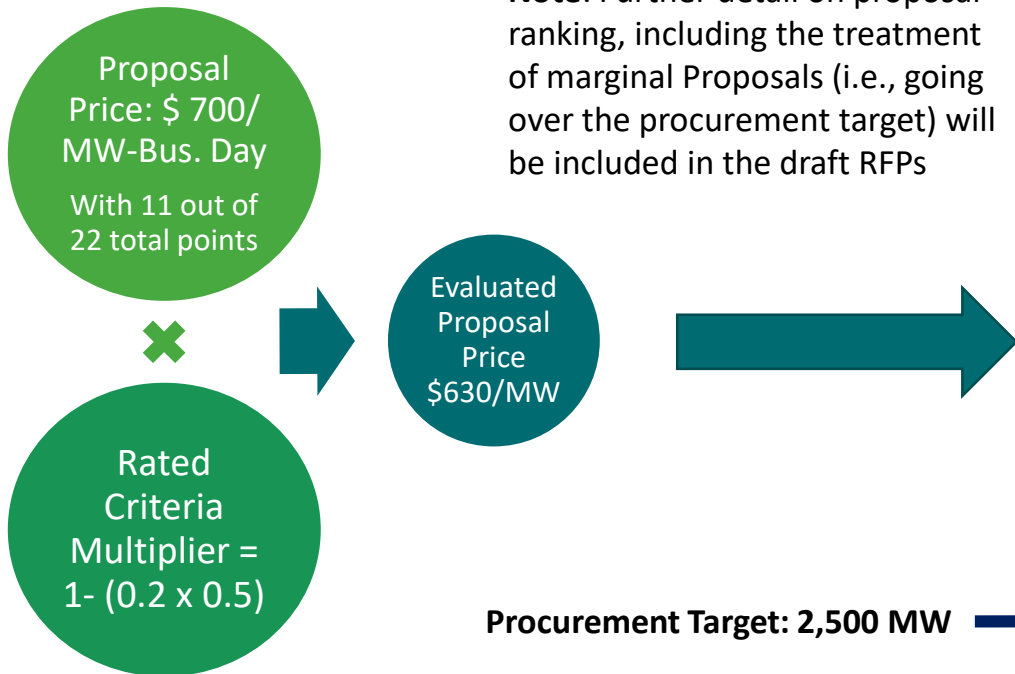 Proposal
Price: $ 700/
MW-Bus. Day
With 11 out of
22 total points
Rated
Criteria
Multiplier =
1- (0.2 x 0.5)
Evaluated
Proposal
Price
$630/MW
ranking, including the treatment
of marginal Proposals (i.e., going
over the procurement target) will
be included in the draft RFPs
Procurement Target: 2,500 MW